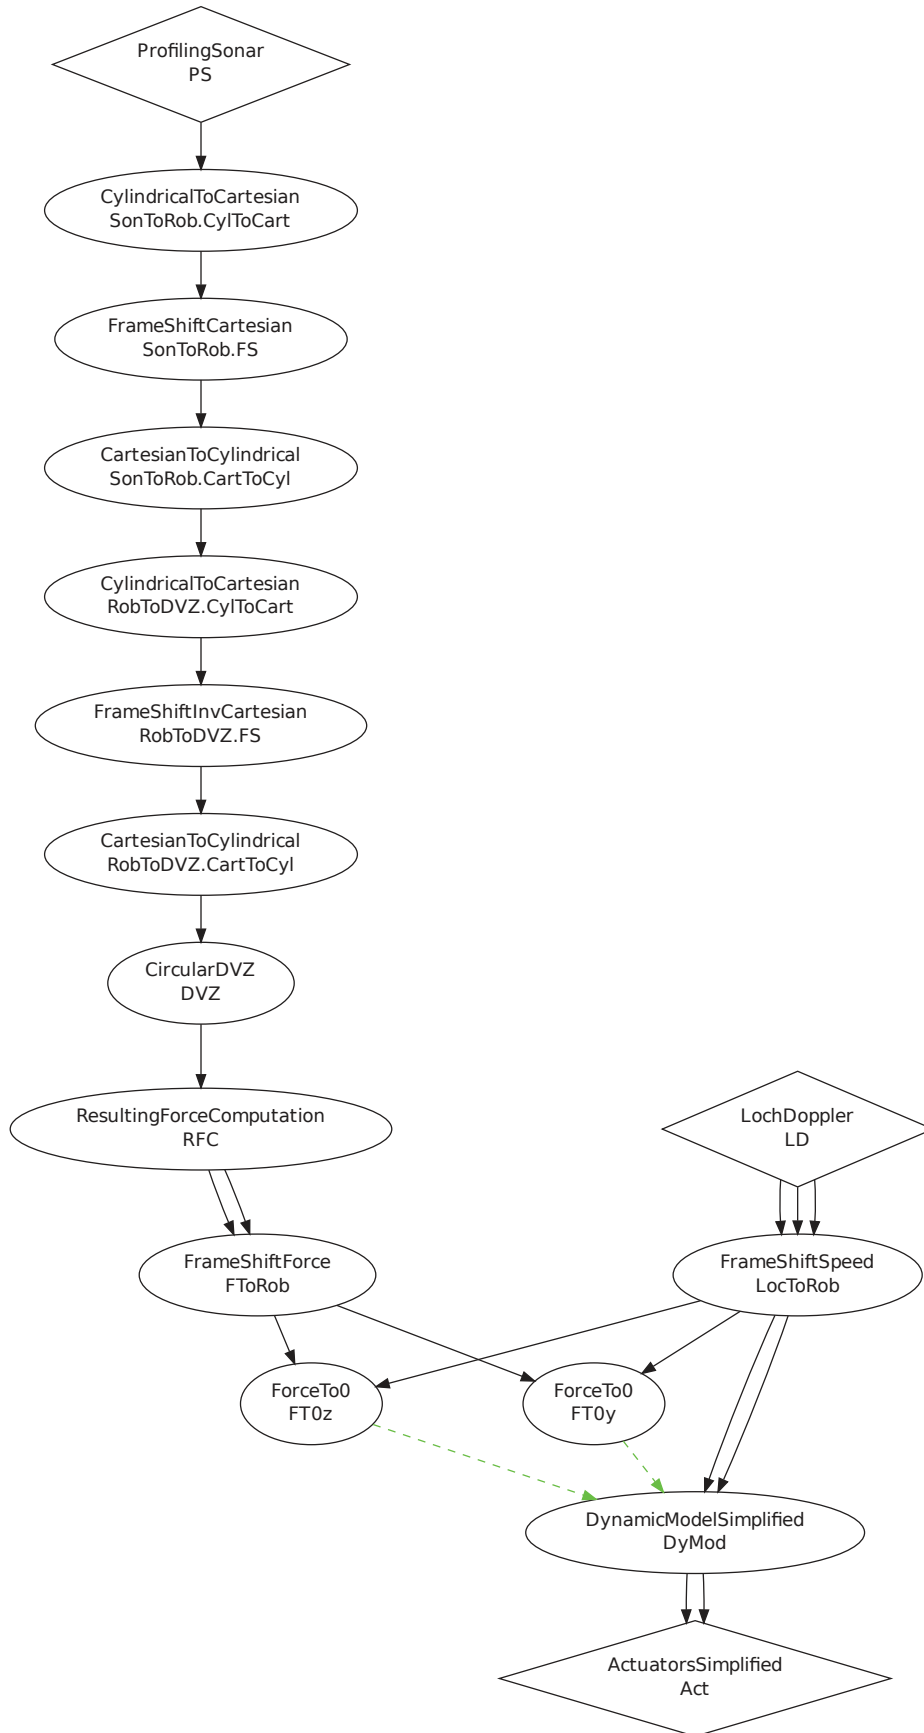 ProfilingSonar
PS
CylindricalToCartesian
SonToRob.CylToCart
FrameShiftCartesian
SonToRob.FS
CartesianToCylindrical
SonToRob.CartToCyl
CylindricalToCartesian
RobToDVZ.CylToCart
FrameShiftInvCartesian
RobToDVZ.FS
CartesianToCylindrical
RobToDVZ.CartToCyl
CircularDVZ
DVZ
ResultingForceComputation
RFC
LochDoppler
LD
FrameShiftForce
FToRob
FrameShiftSpeed
LocToRob
ForceTo0
FT0z
ForceTo0
FT0y
DynamicModelSimplified
DyMod
ActuatorsSimplified
Act